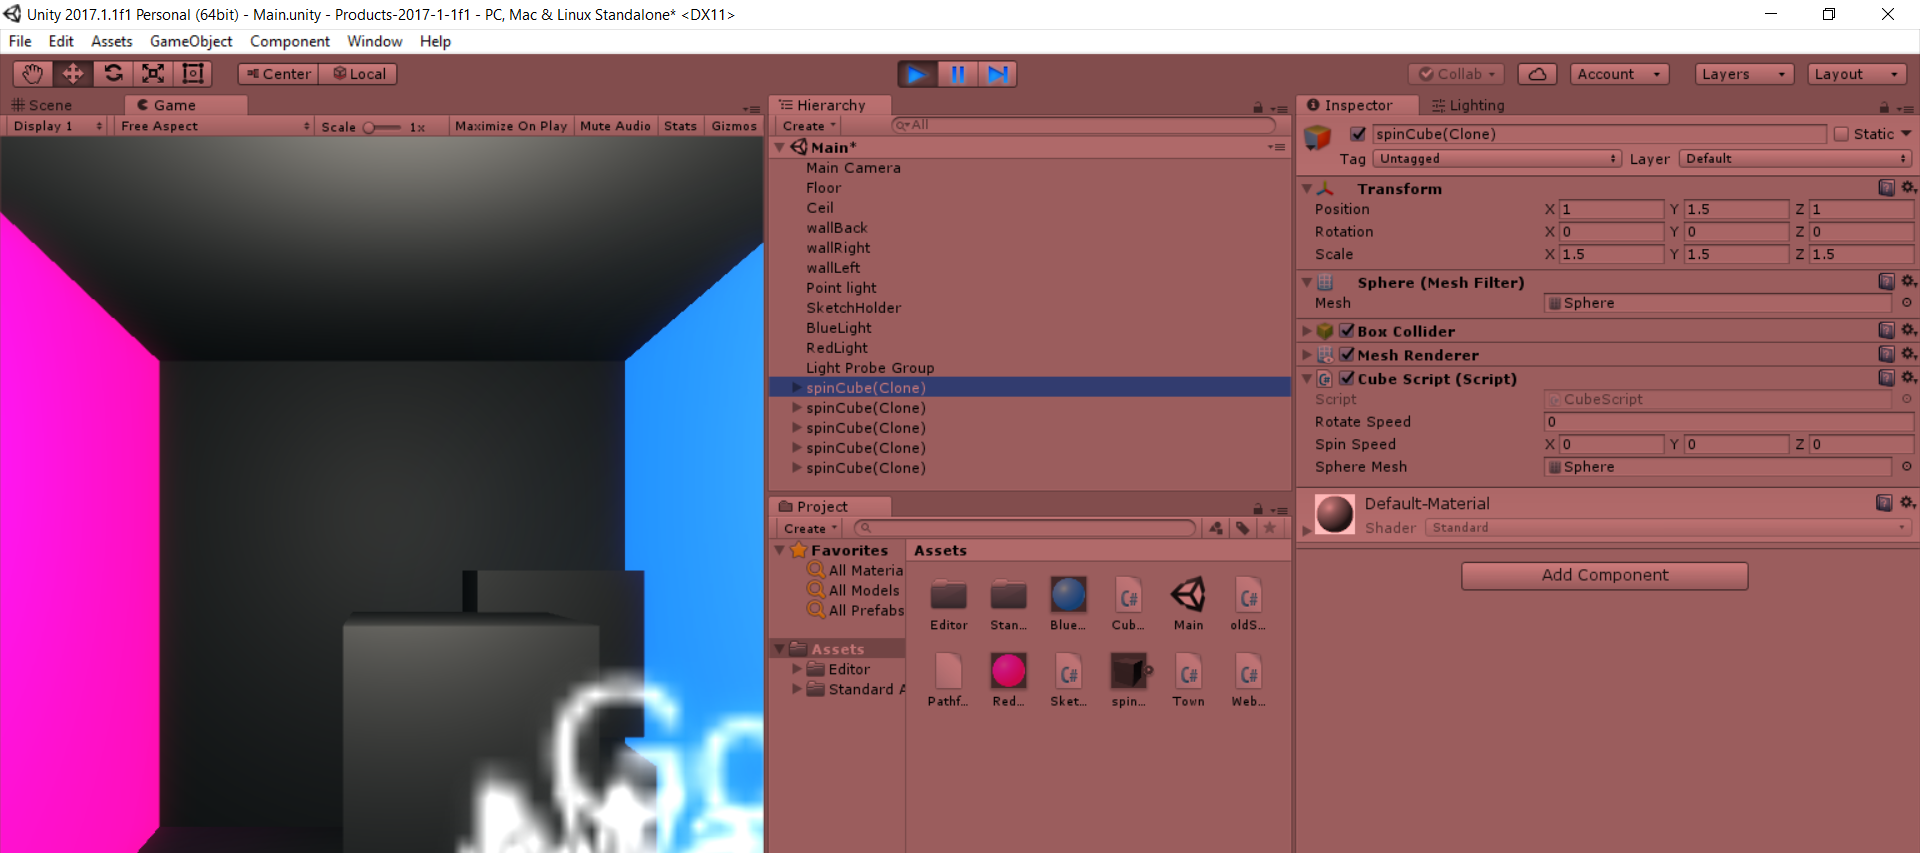 Unity 2017.1.1f1 Personal (64bit) - Main.unity - Products-2017-1-1f1 - PC, Mac & Linux Standalone* <DX11>
File Edit Assets GameObject Component Window Help
Center Local Collab Account Layers Layout
Scene Game
Display 1 Free Aspect Scale 1x Maximize On Play Mute Audio Stats Gizmos
Hierarchy
Create All
Main*
Main Camera
Floor
Ceil
wallBack
wallRight
wallLeft
Point light
SketchHolder
BlueLight
RedLight
Light Probe Group
spinCube(Clone)
spinCube(Clone)
spinCube(Clone)
spinCube(Clone)
spinCube(Clone)
Project
Create
Favorites
All Materia
All Models
All Prefabs
Assets
Editor
Standard A
Assets
Editor Stan... Blue... Cub... Main oldS...
Pathf... Red... Sket... spin... Town Web...
Inspector Lighting
spinCube(Clone) Static
Tag Untagged Layer Default
Transform
Position X 1 Y 1.5 Z 1
Rotation X 0 Y 0 Z 0
Scale X 1.5 Y 1.5 Z 1.5
Sphere (Mesh Filter)
Mesh Sphere
Box Collider
Mesh Renderer
Cube Script (Script)
Script CubeScript
Rotate Speed 0
Spin Speed X 0 Y 0 Z 0
Sphere Mesh Sphere
Default-Material
Shader Standard
Add Component